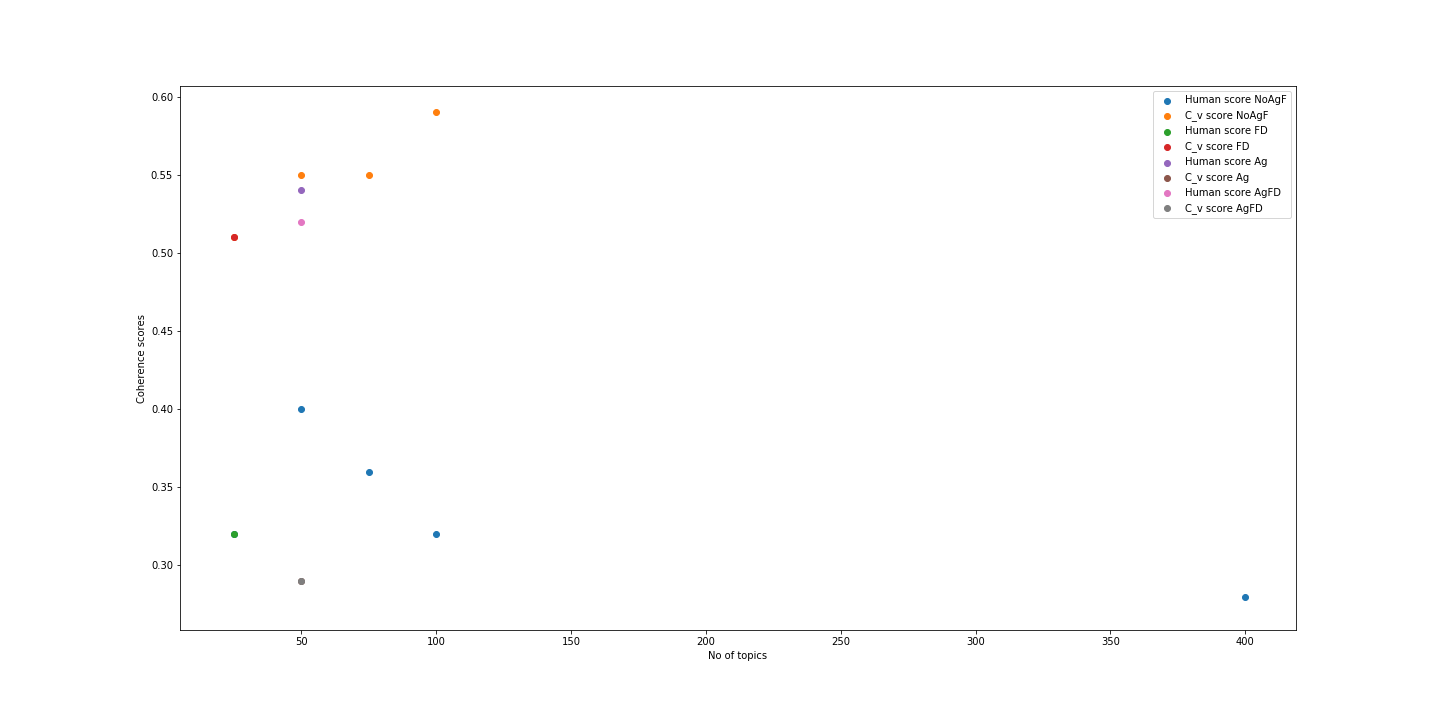 0.60
0.55
0.50
0.45
0.40
0.35
0.30
Coherence scores
50
100
150
200
250
300
350
400
No of topics
Human score NoAgF
C_v score NoAgF
Human score FD
C_v score FD
Human score Ag
C_v score Ag
Human score AgFD
C_v score AgFD